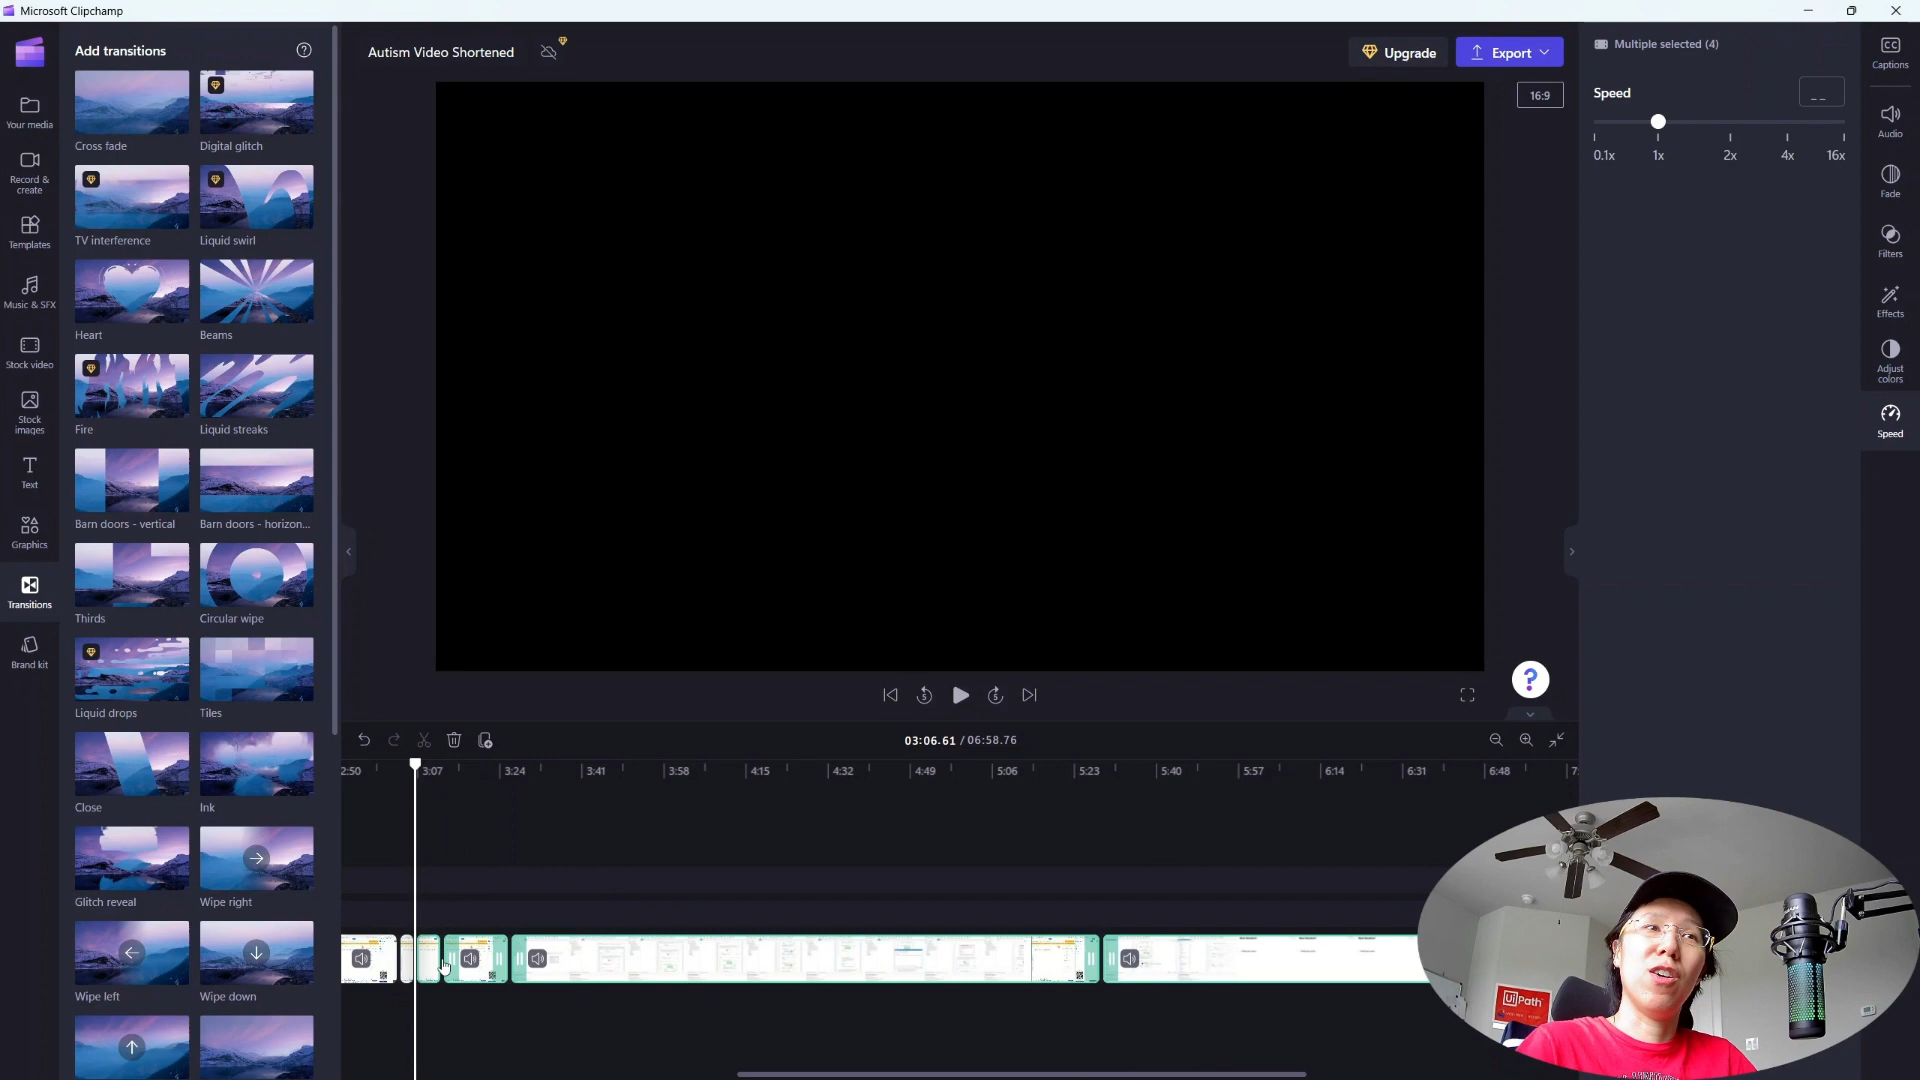 Microsoft Clipchamp
Your media
Record &
create
Templates
Music & SFX
Stock video
Stock
images
Text
Graphics
Transitions
Brand kit
Add transitions
Cross fade
Digital glitch
TV interference
Liquid swirl
Heart
Beams
Fire
Liquid streaks
Barn doors - vertical
Barn doors - horizon...
Thirds
Circular wipe
Liquid drops
Tiles
Close
Ink
Glitch reveal
Wipe right
Wipe left
Wipe down
Autism Video Shortened
Upgrade
Export
16:9
5
5
?
03:06.61 / 06:58.76
2:50
3:07
3:24
3:41
3:58
4:15
4:32
4:49
5:06
5:23
5:40
5:57
6:14
6:31
6:48
7:
Multiple selected (4)
Speed
_ _
0.1x
1x
2x
4x
16x
CC
Captions
Audio
Fade
Filters
Effects
Adjust
colors
Speed
UiPath